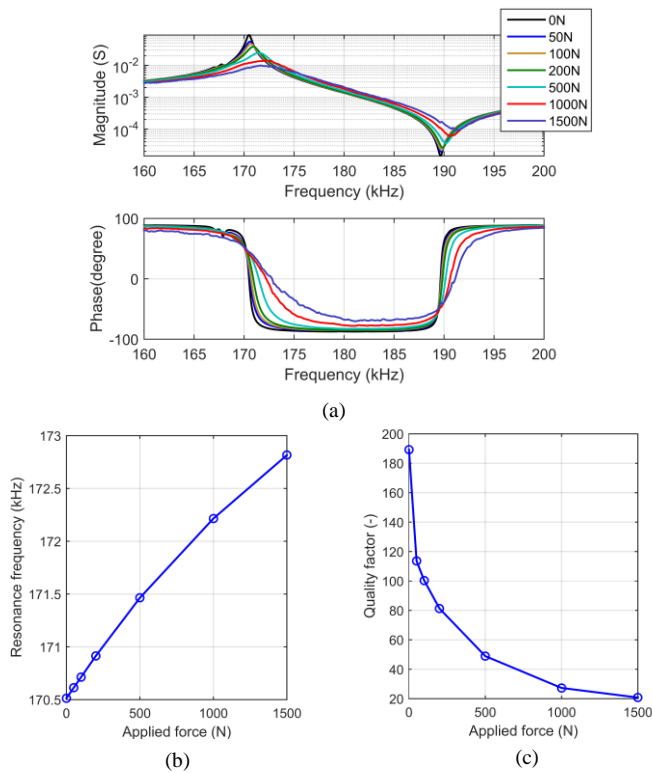 Magnitude (S)
10⁻²
10⁻³
10⁻⁴
160 165 170 175 180 185 190 195 200
Frequency (kHz)
0N
50N
100N
200N
500N
1000N
1500N
Phase(degree)
100
0
-100
160 165 170 175 180 185 190 195 200
Frequency (kHz)
(a)
Resonance frequency (kHz)
173
172.5
172
171.5
171
170.5
0 500 1000 1500
Applied force (N)
(b)
Quality factor (-)
200
180
160
140
120
100
80
60
40
20
0 500 1000 1500
Applied force (N)
(c)